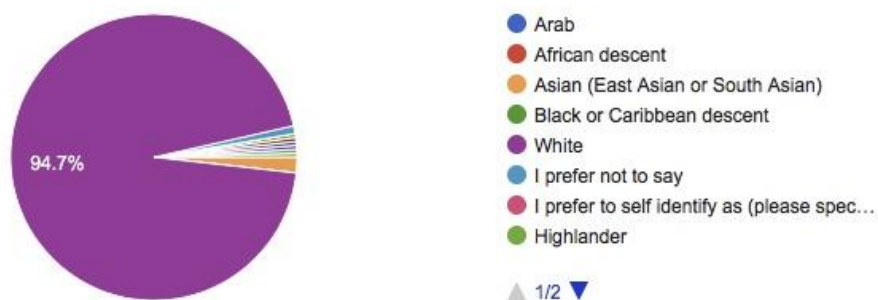 94.7%
Arab
African descent
Asian (East Asian or South Asian)
Black or Caribbean descent
White
I prefer not to say
I prefer to self identify as (please spec...
Highlander
1/2